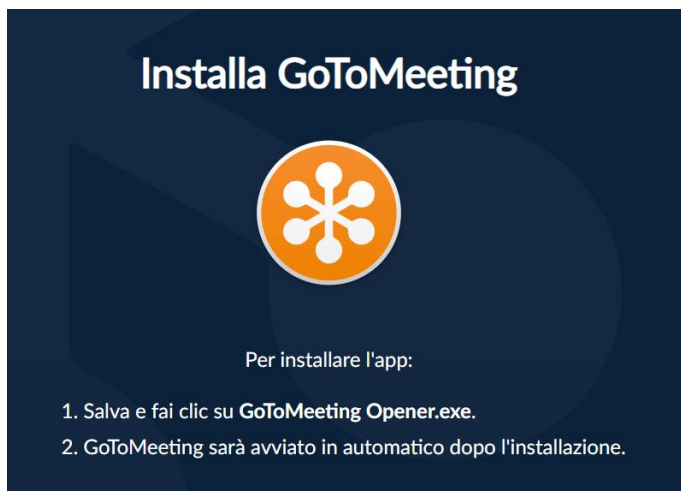 Installa GoToMeeting
Per installare l'app:
1. Salva e fai clic su GoToMeeting Opener.exe.
2. GoToMeeting sarà avviato in automatico dopo l'installazione.